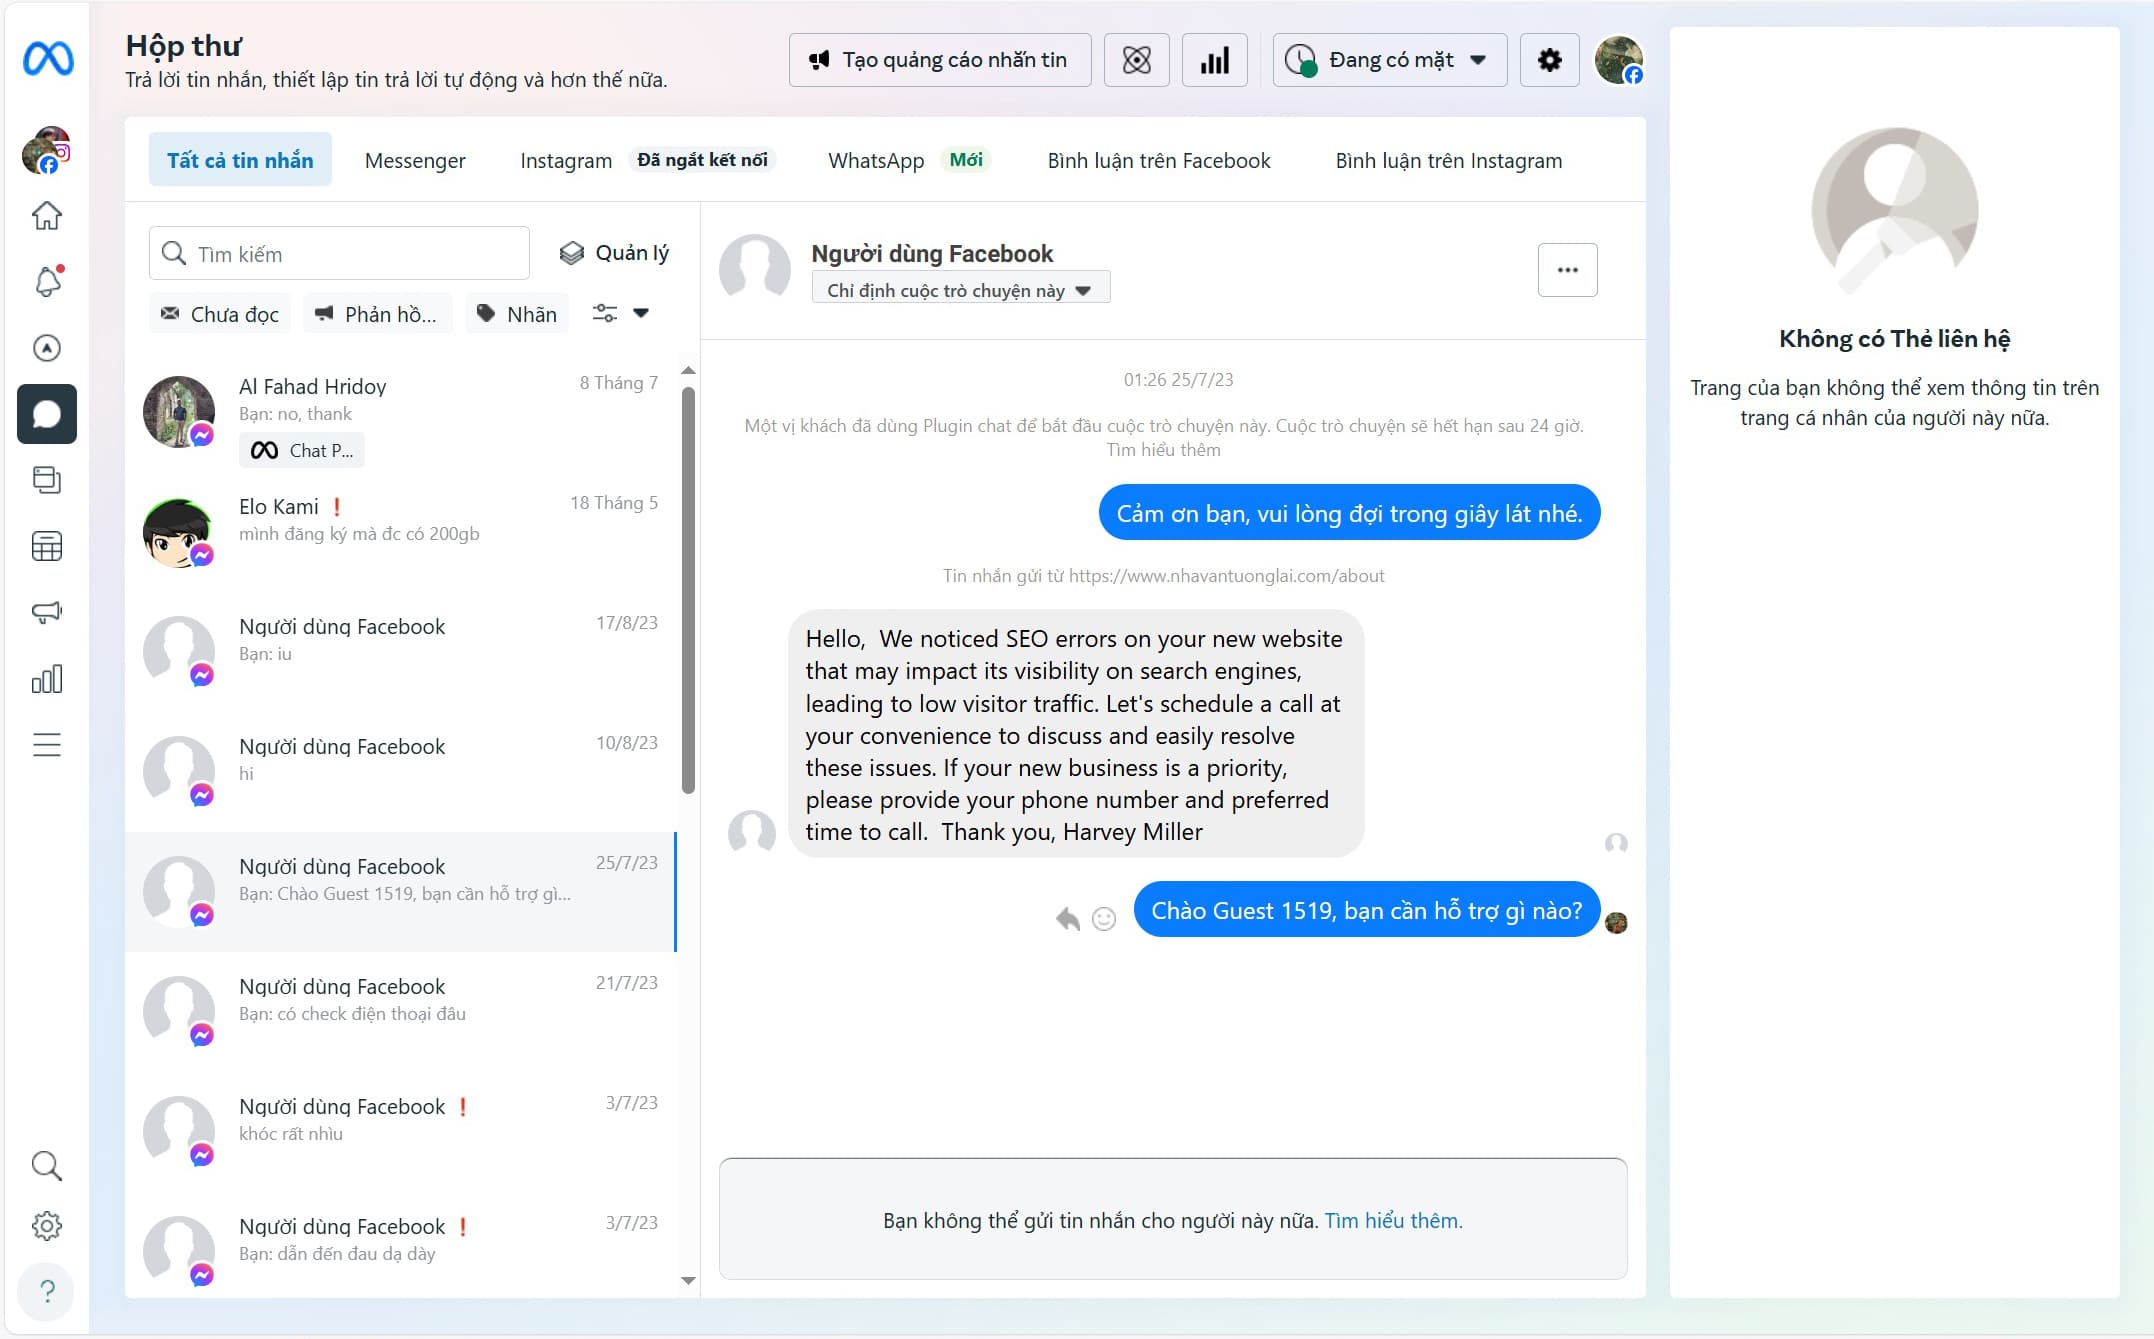 Hộp thư
Trả lời tin nhắn, thiết lập tin trả lời tự động và hơn thế nữa.
Tạo quảng cáo nhắn tin
Đang có mặt
Tất cả tin nhắn
Messenger
Instagram
Đã ngắt kết nối
WhatsApp
Mới
Bình luận trên Facebook
Bình luận trên Instagram
Tìm kiếm
Quản lý
Chưa đọc
Phản hồ...
Nhãn
Al Fahad Hridoy
8 Tháng 7
Bạn: no, thank
Chat P...
Elo Kami ❗
18 Tháng 5
mình đăng ký mà đc có 200gb
Người dùng Facebook
17/8/23
Bạn: iu
Người dùng Facebook
10/8/23
hi
Người dùng Facebook
25/7/23
Bạn: Chào Guest 1519, bạn cần hỗ trợ gì...
Người dùng Facebook
21/7/23
Bạn: có check điện thoại đâu
Người dùng Facebook ❗
3/7/23
khóc rất nhìu
Người dùng Facebook ❗
3/7/23
Bạn: dẫn đến đau dạ dày
Người dùng Facebook
Chỉ định cuộc trò chuyện này
01:26 25/7/23
Một vị khách đã dùng Plugin chat để bắt đầu cuộc trò chuyện này. Cuộc trò chuyện sẽ hết hạn sau 24 giờ.
Tìm hiểu thêm
Cảm ơn bạn, vui lòng đợi trong giây lát nhé.
Tin nhắn gửi từ https://www.nhavantuonglai.com/about
Hello,  We noticed SEO errors on your new website
that may impact its visibility on search engines,
leading to low visitor traffic. Let's schedule a call at
your convenience to discuss and easily resolve
these issues. If your new business is a priority,
please provide your phone number and preferred
time to call.  Thank you, Harvey Miller
Chào Guest 1519, bạn cần hỗ trợ gì nào?
Bạn không thể gửi tin nhắn cho người này nữa. Tìm hiểu thêm.
Không có Thẻ liên hệ
Trang của bạn không thể xem thông tin trên
trang cá nhân của người này nữa.